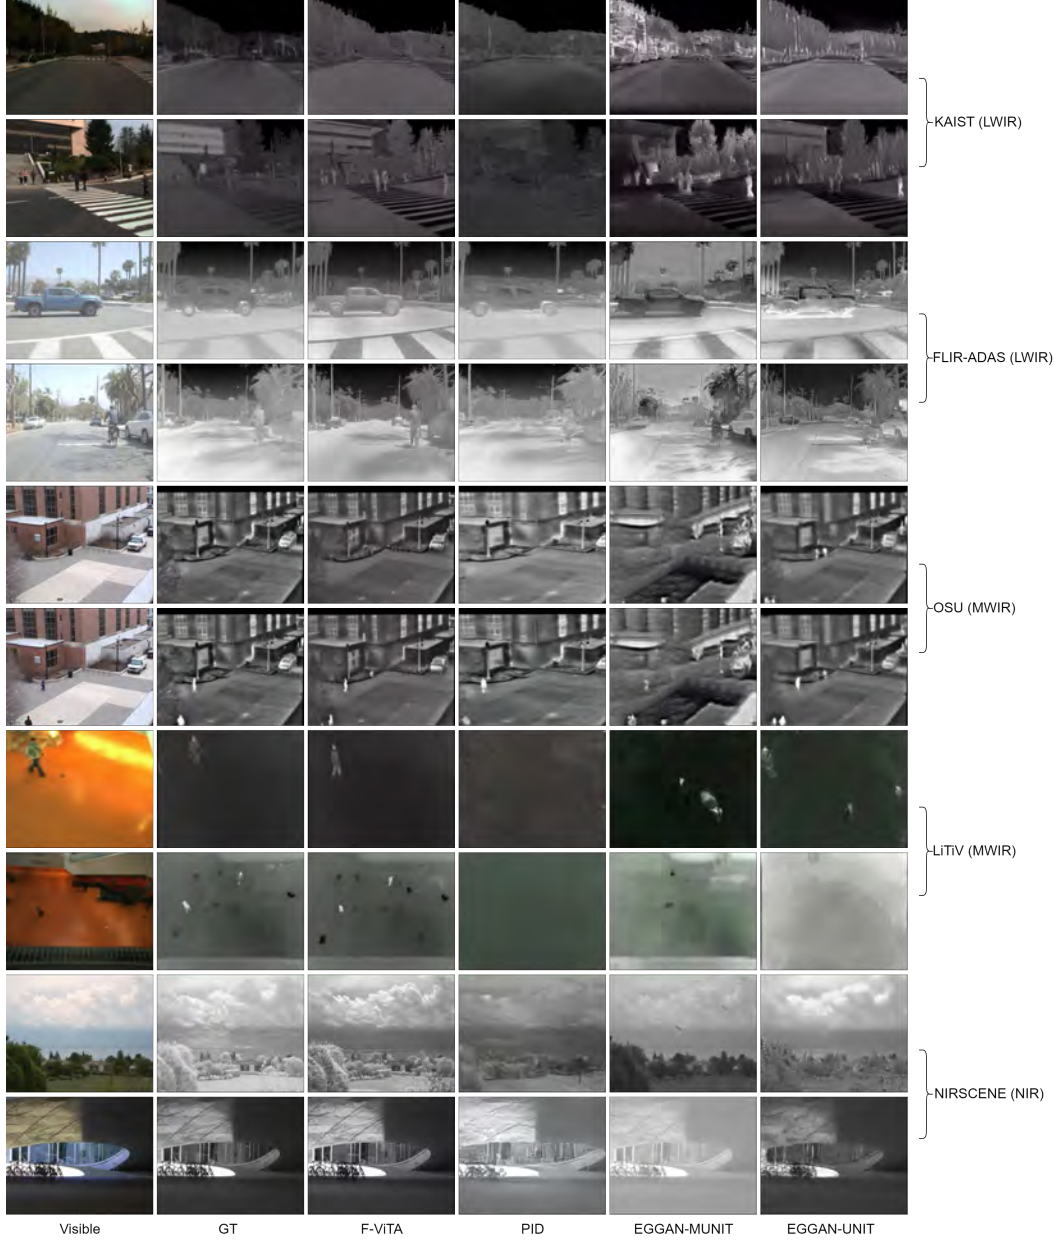 KAIST (LWIR)
FLIR-ADAS (LWIR)
OSU (MWIR)
LiTiV (MWIR)
NIRSCENE (NIR)
Visible GT F-ViTA PID EGGAN-MUNIT EGGAN-UNIT